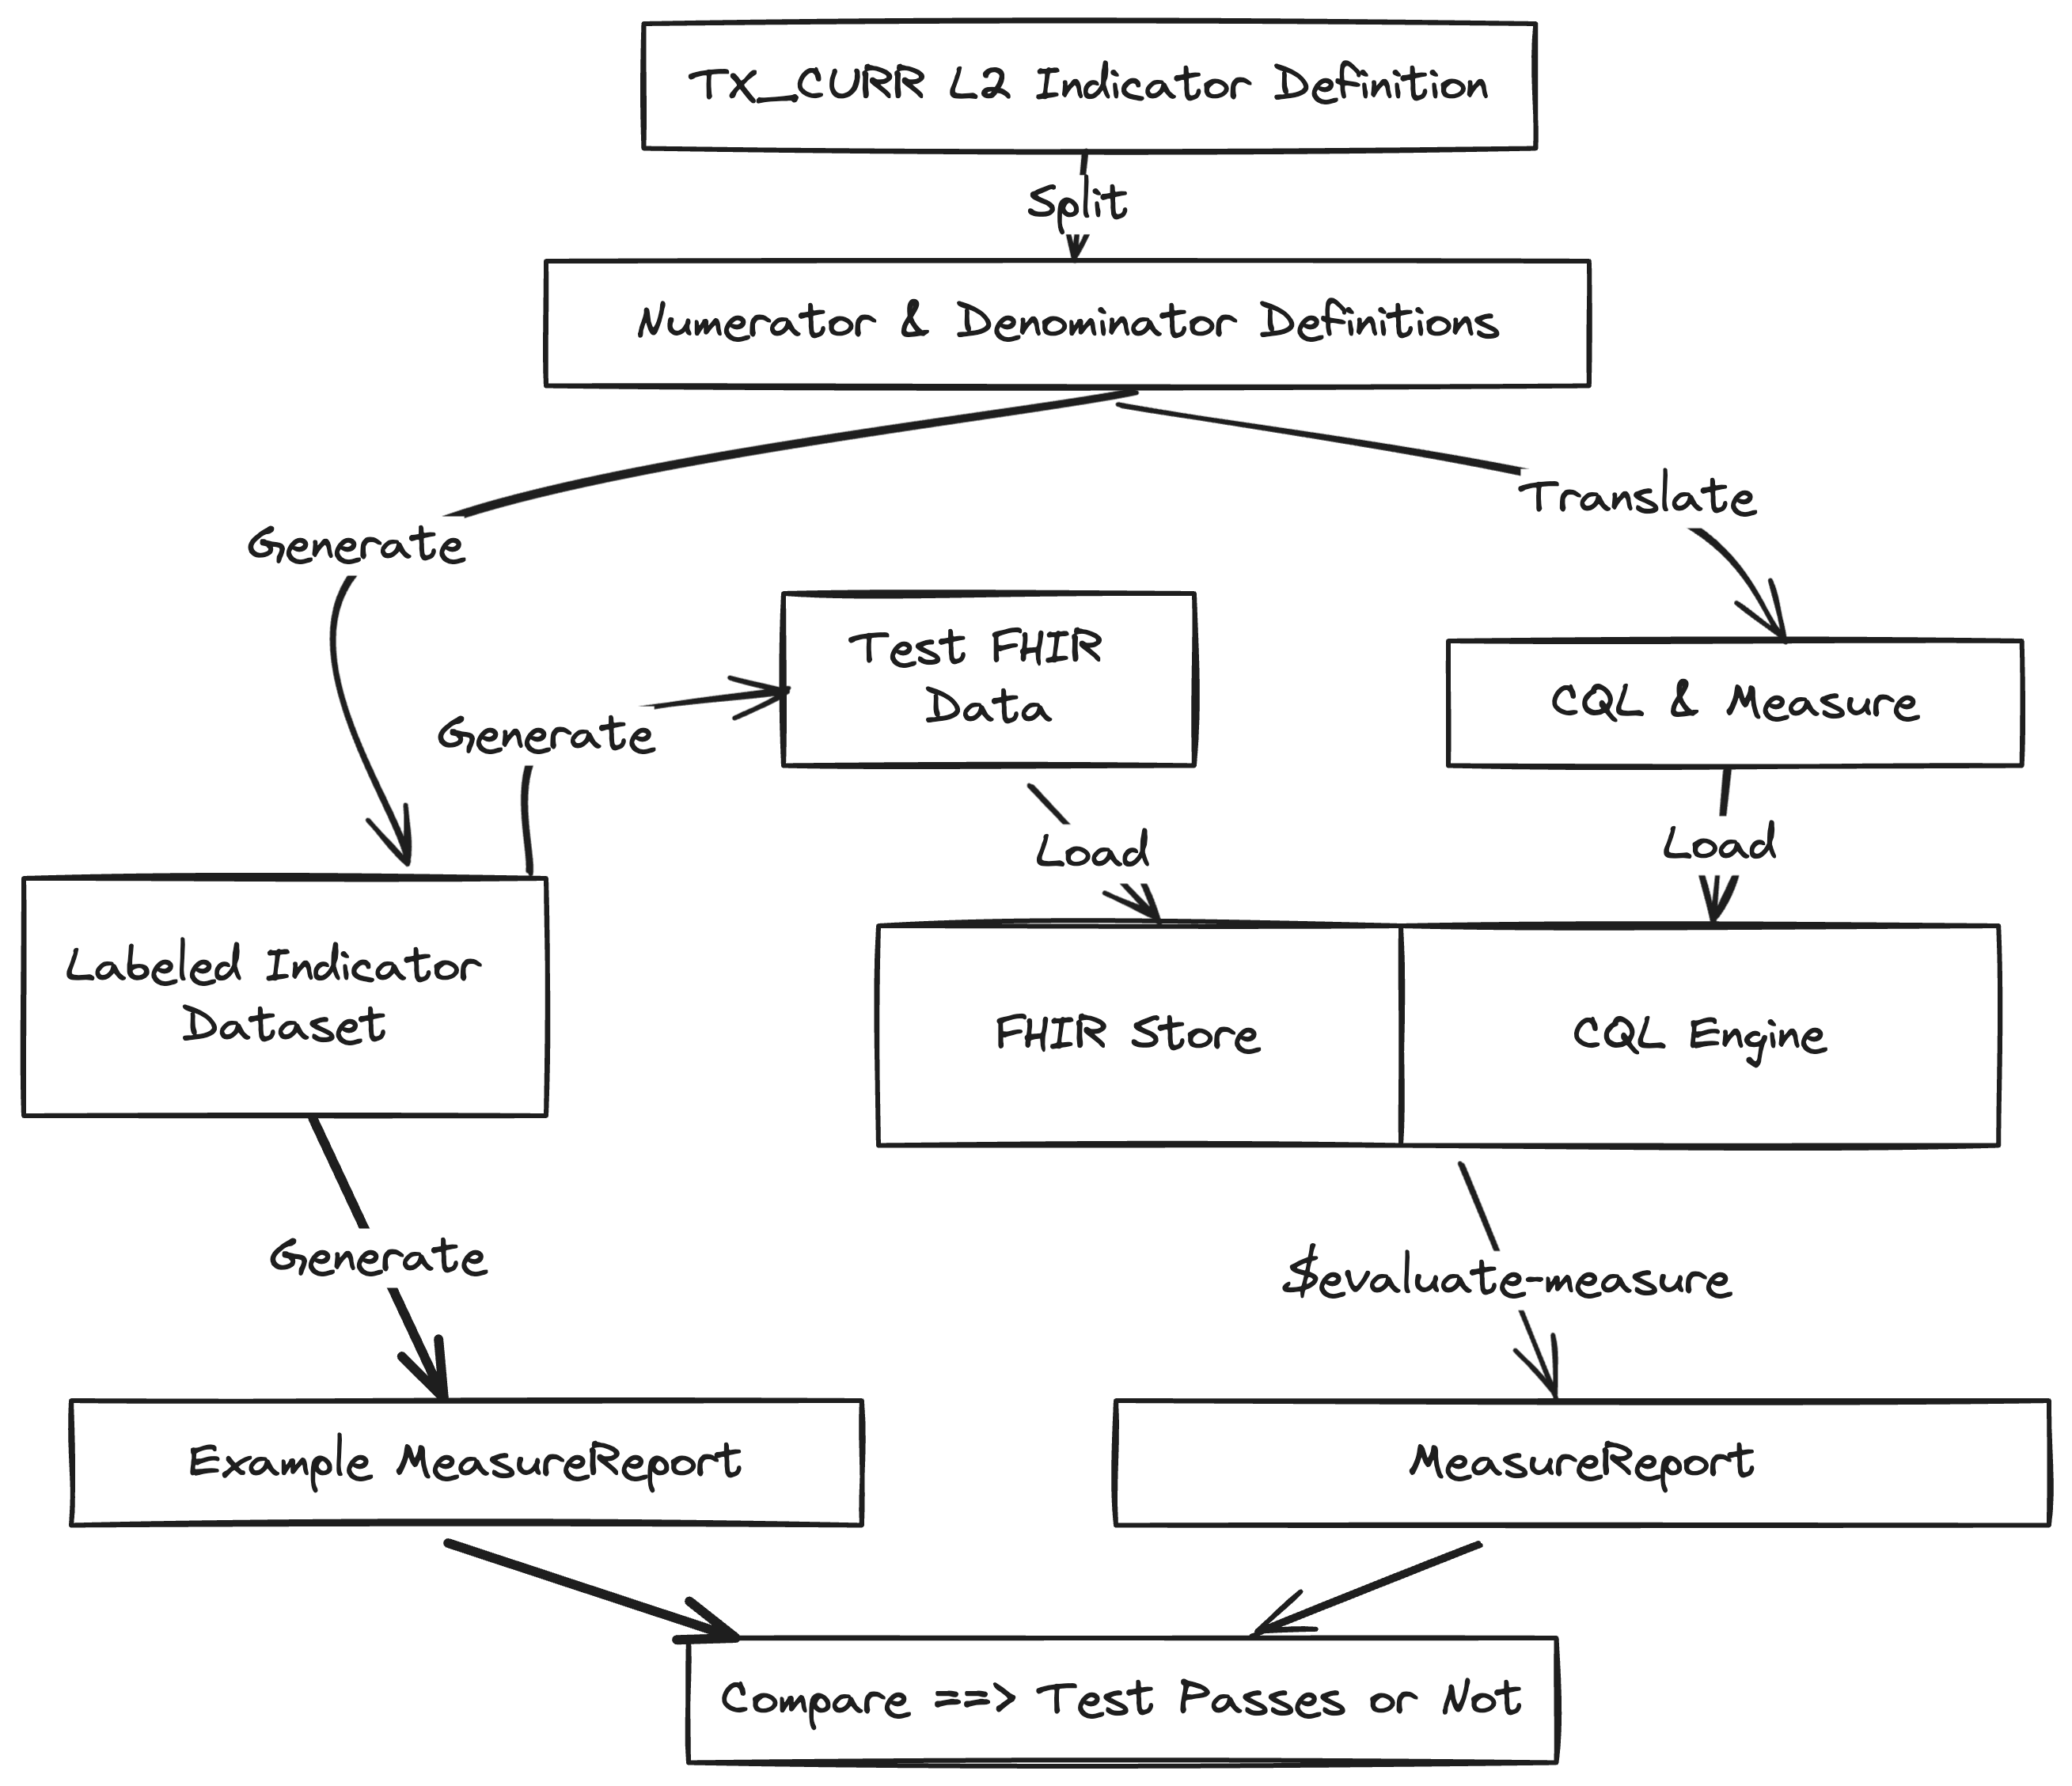 TX_CURR L2 Indicator Definition
Split
Numerator & Denominator Definitions
Generate
Translate
Test FHIR
Data
Generate
CQL & Measure
Load
Load
Labeled Indicator
Dataset
FHIR Store
CQL Engine
Generate
$evaluate-measure
Example MeasureReport
MeasureReport
Compare ==> Test Passes or Not